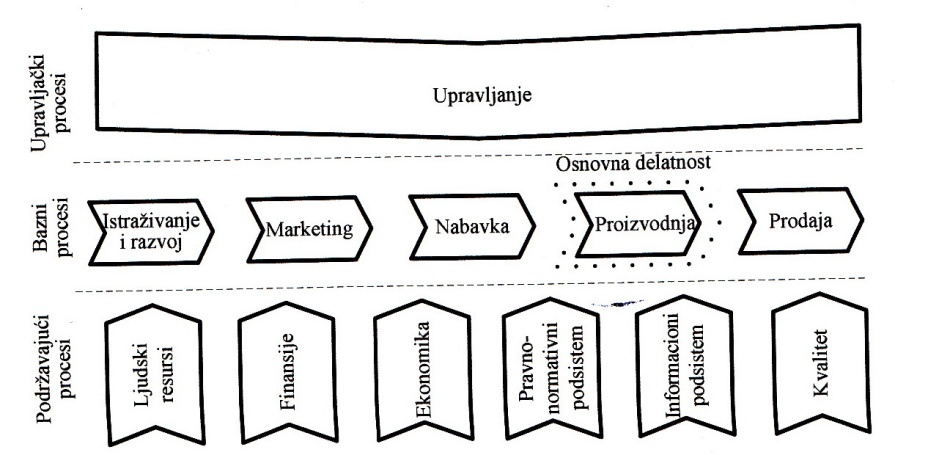 Upravljački
procesi
Upravljanje
Osnovna delatnost
Bazni
procesi
Istraživanje
i razvoj
Marketing
Nabavka
Proizvodnja
Prodaja
Podržavajući
procesi
Ljudski
resursi
Finansije
Ekonomika
Pravno-
normativni
podsistem
Informacioni
podsistem
Kvalitet